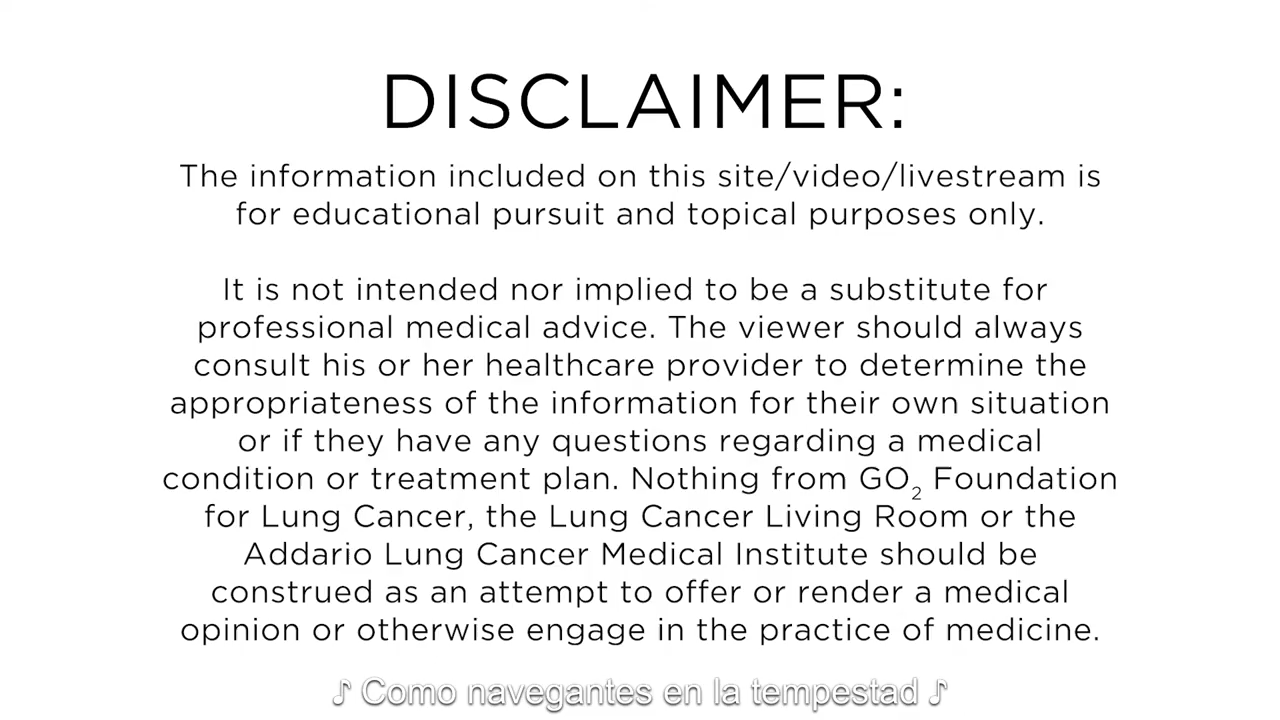 DISCLAIMER:
The information included on this site/video/livestream is
for educational pursuit and topical purposes only.
It is not intended nor implied to be a substitute for
professional medical advice. The viewer should always
consult his or her healthcare provider to determine the
appropriateness of the information for their own situation
or if they have any questions regarding a medical
condition or treatment plan. Nothing from GO₂ Foundation
for Lung Cancer, the Lung Cancer Living Room or the
Addario Lung Cancer Medical Institute should be
construed as an attempt to offer or render a medical
opinion or otherwise engage in the practice of medicine.
♪ Como navegantes en la tempestad ♪